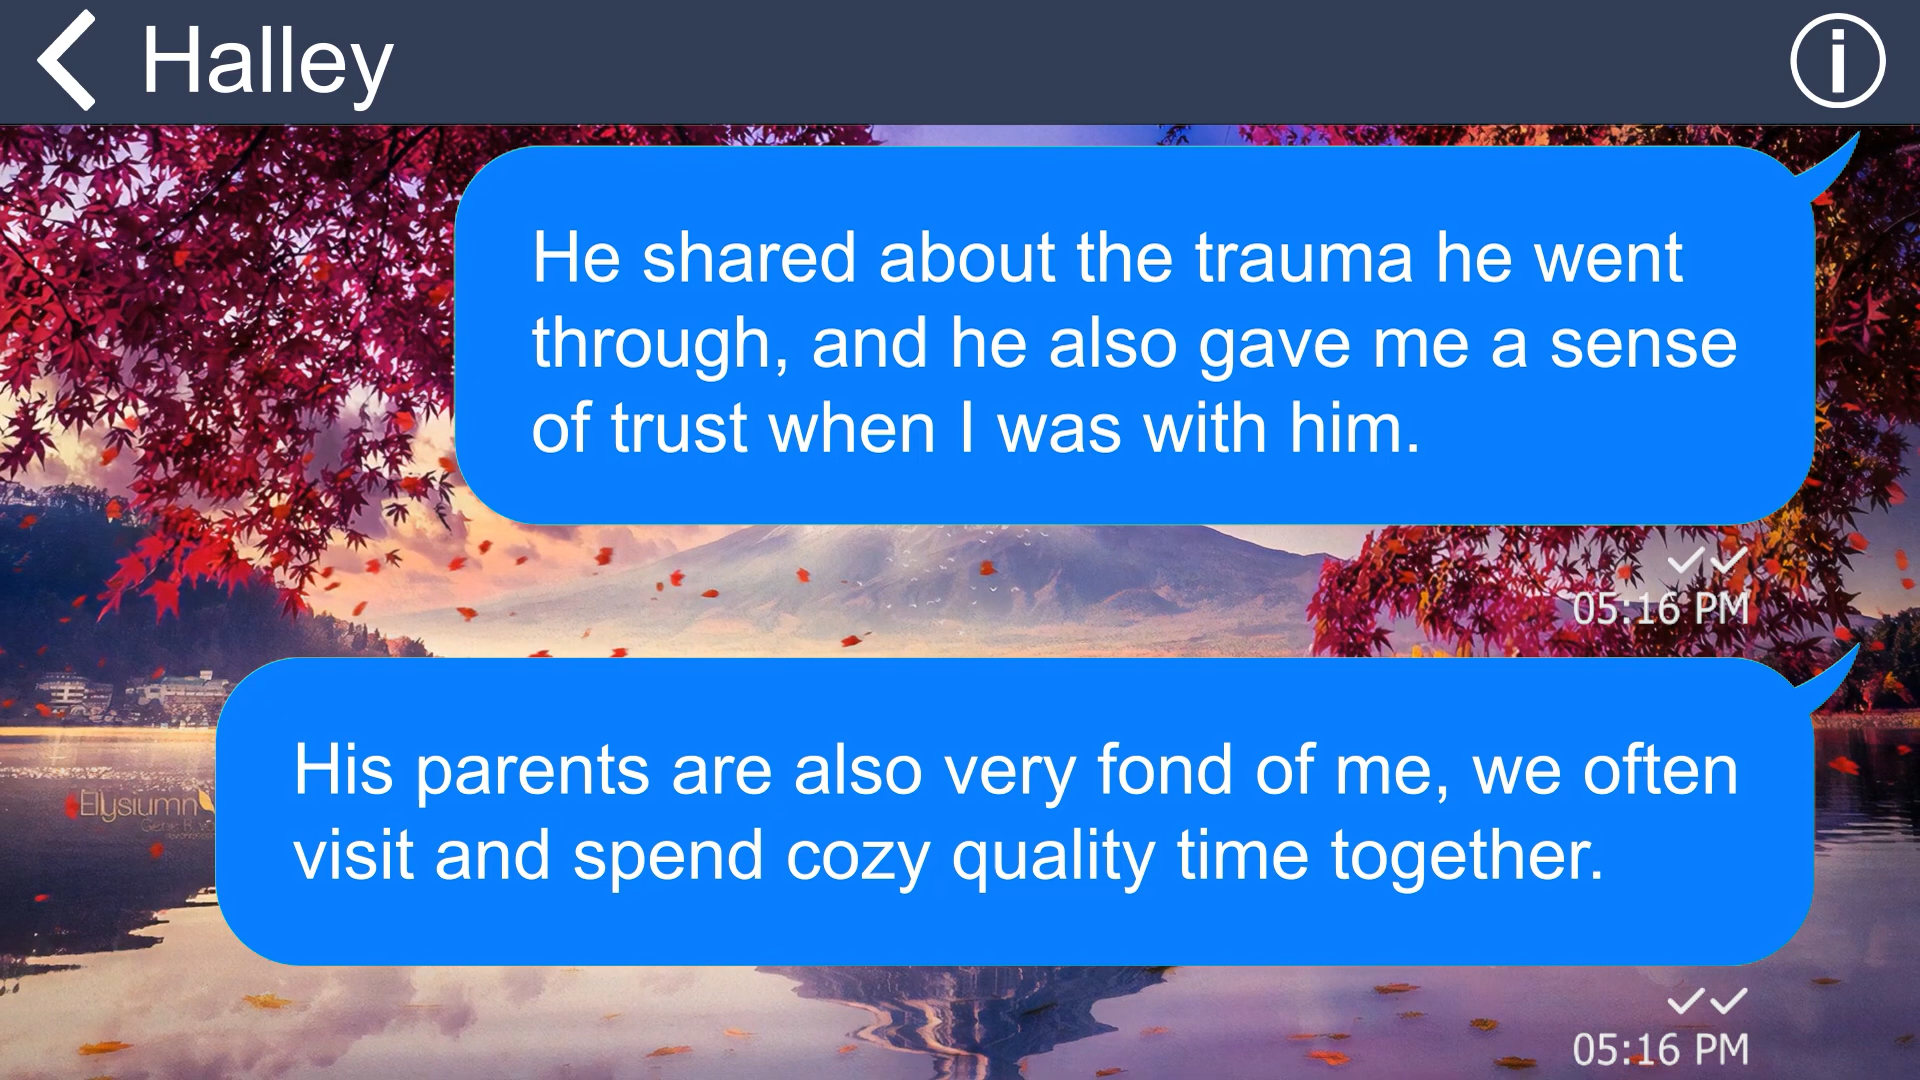 Halley
He shared about the trauma he went
through, and he also gave me a sense
of trust when I was with him.
05:16 PM
His parents are also very fond of me, we often
visit and spend cozy quality time together.
Elysiumn
05:16 PM